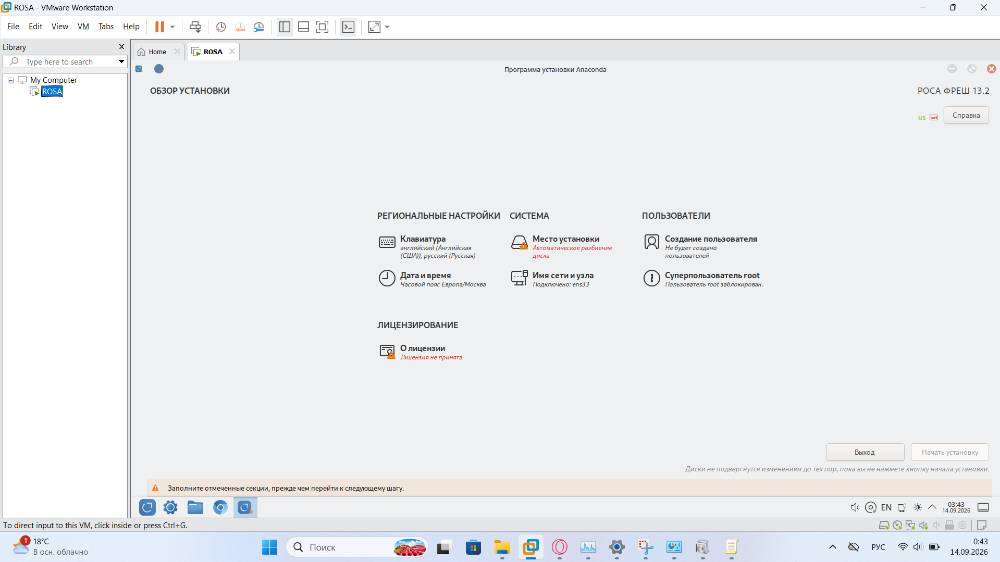 ROSA - VMware Workstation
File Edit View VM Tabs Help
Library
Type here to search
My Computer
ROSA
Home
ROSA
Программа установки Anaconda
ОБЗОР УСТАНОВКИ
РОСА ФРЕШ 13.2
us
Справка
РЕГИОНАЛЬНЫЕ НАСТРОЙКИ
Клавиатура
английский (Английская
(США)), русский (Русская)
Дата и время
Часовой пояс Европа/Москва
СИСТЕМА
Место установки
Автоматическое разбиение
диска
Имя сети и узла
Подключено: ens33
ПОЛЬЗОВАТЕЛИ
Создание пользователя
Не будет создано
пользователей
Суперпользователь root
Пользователь root заблокирован.
ЛИЦЕНЗИРОВАНИЕ
О лицензии
Лицензия не принята
Выход
Начать установку
Диски не подвергнутся изменениям до тех пор, пока вы не нажмете кнопку начала установки.
Заполните отмеченные секции, прежде чем перейти к следующему шагу.
EN
03:43
14.09.2026
To direct input to this VM, click inside or press Ctrl+G.
1
18°C
В осн. облачно
Поиск
РУС
0:43
14.09.2026